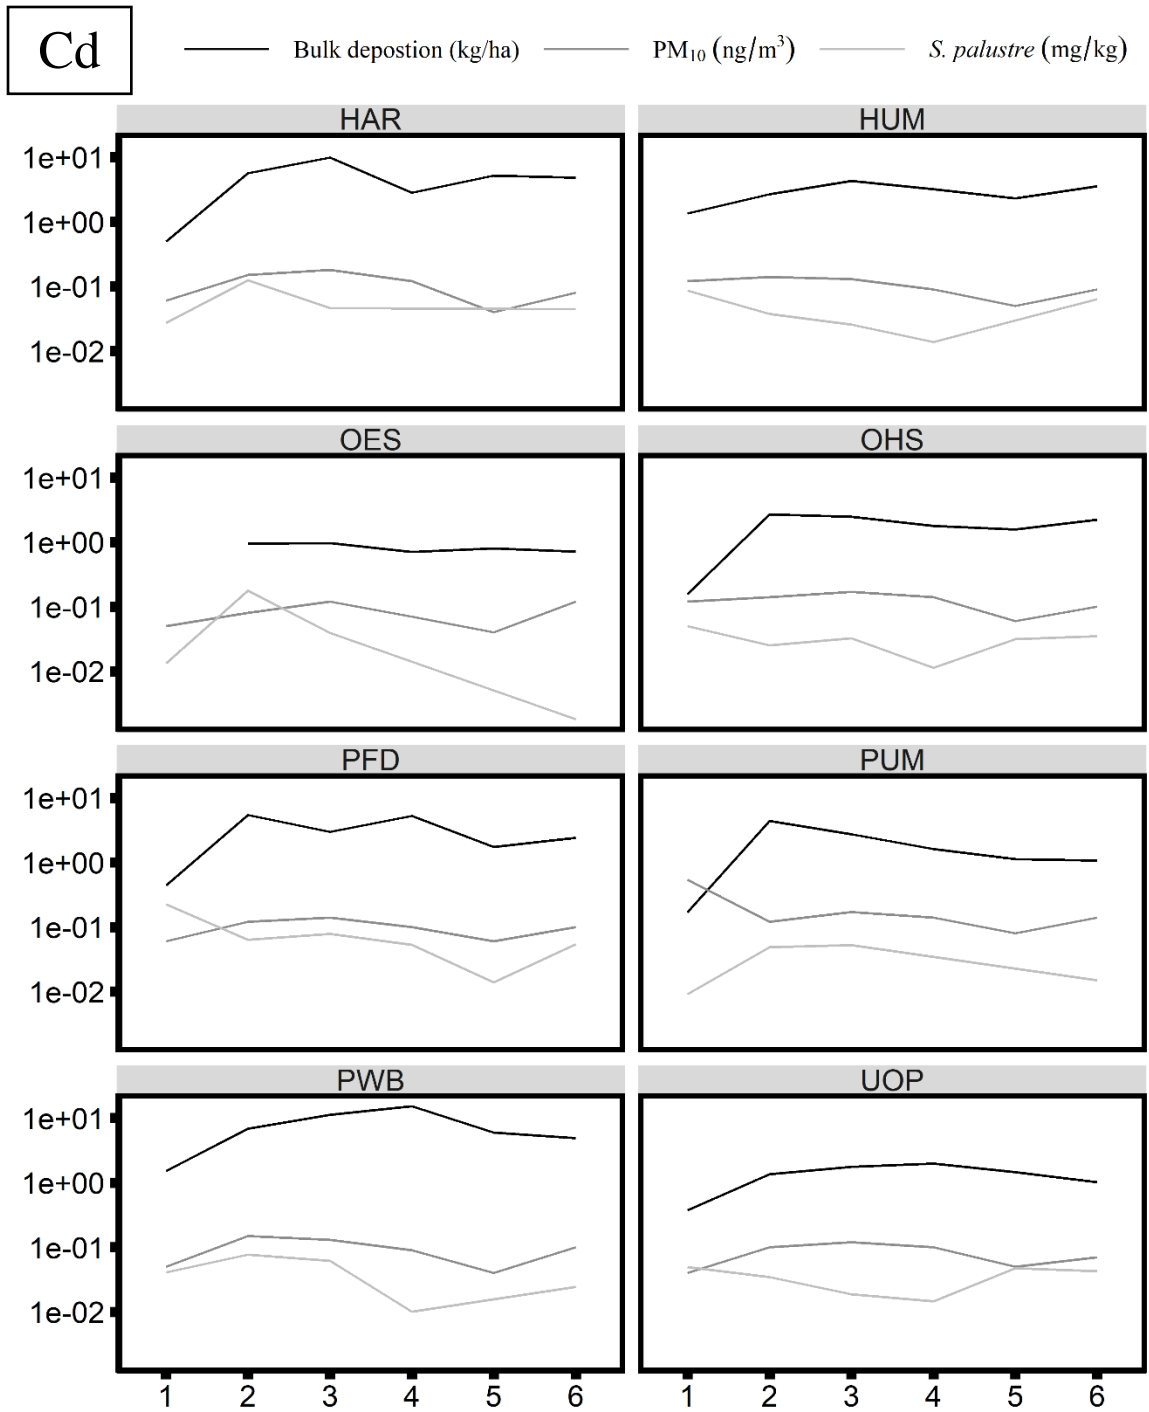 Cd
Bulk depostion (kg/ha) PM₁₀ (ng/m³) S. palustre (mg/kg)
HAR HUM
1e+01
1e+00
1e-01
1e-02
OES OHS
1e+01
1e+00
1e-01
1e-02
PFD PUM
1e+01
1e+00
1e-01
1e-02
PWB UOP
1e+01
1e+00
1e-01
1e-02
1 2 3 4 5 6 1 2 3 4 5 6